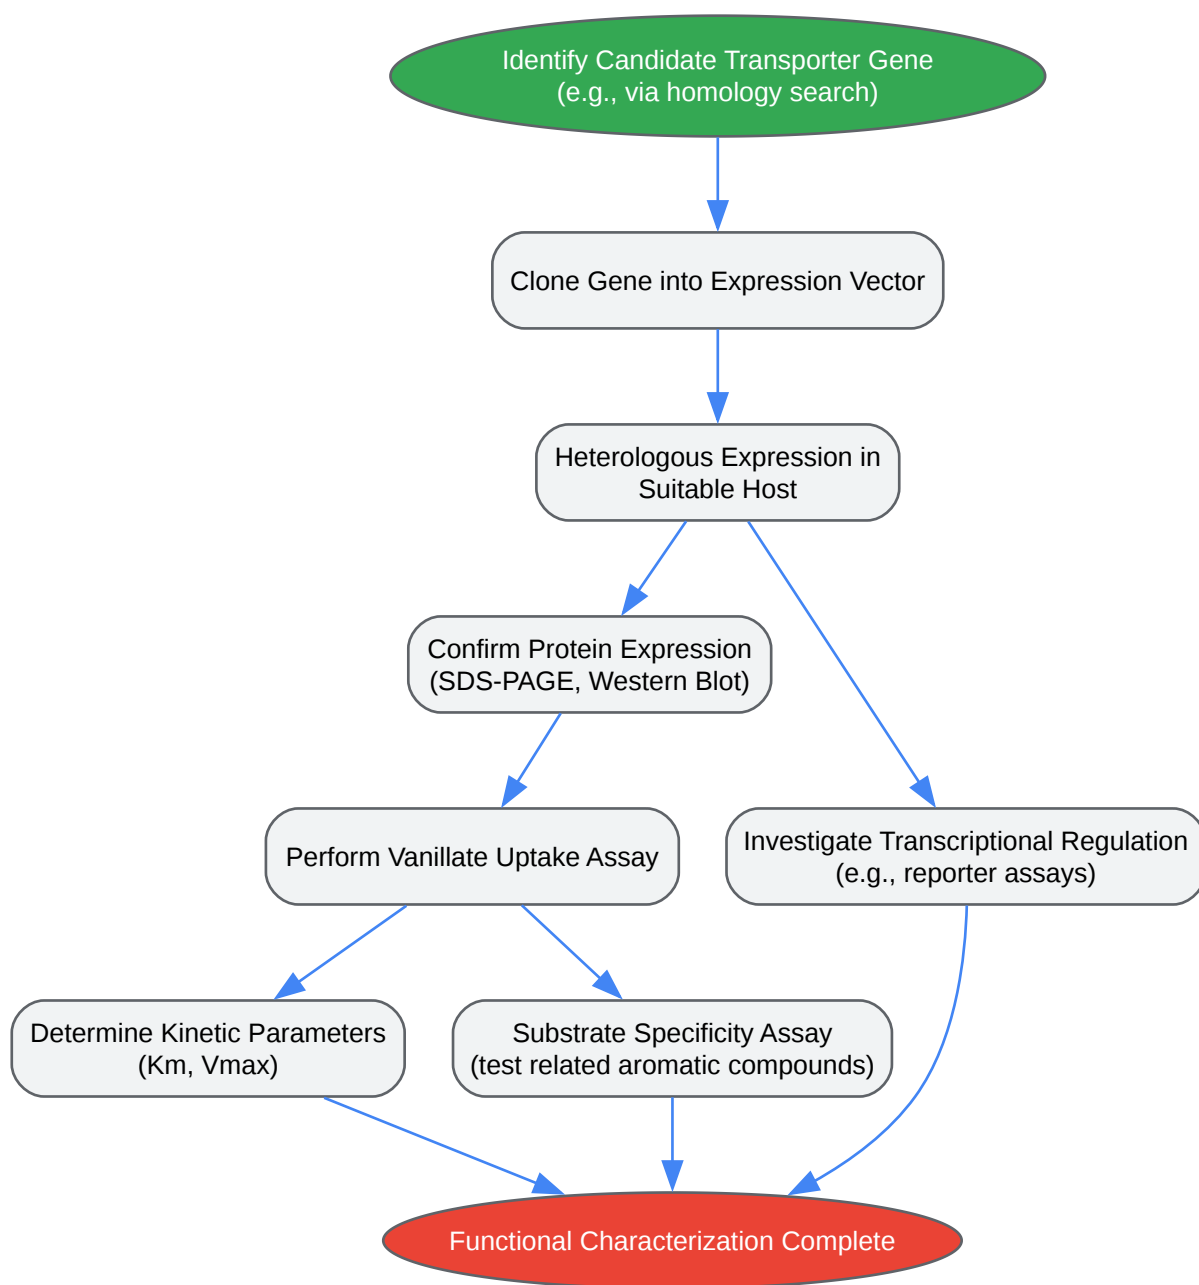 Identify Candidate Transporter Gene
(e.g., via homology search)
Clone Gene into Expression Vector
Heterologous Expression in
Suitable Host
Confirm Protein Expression
(SDS-PAGE, Western Blot)
Perform Vanillate Uptake Assay
Investigate Transcriptional Regulation
(e.g., reporter assays)
Determine Kinetic Parameters
(Km, Vmax)
Substrate Specificity Assay
(test related aromatic compounds)
Functional Characterization Complete